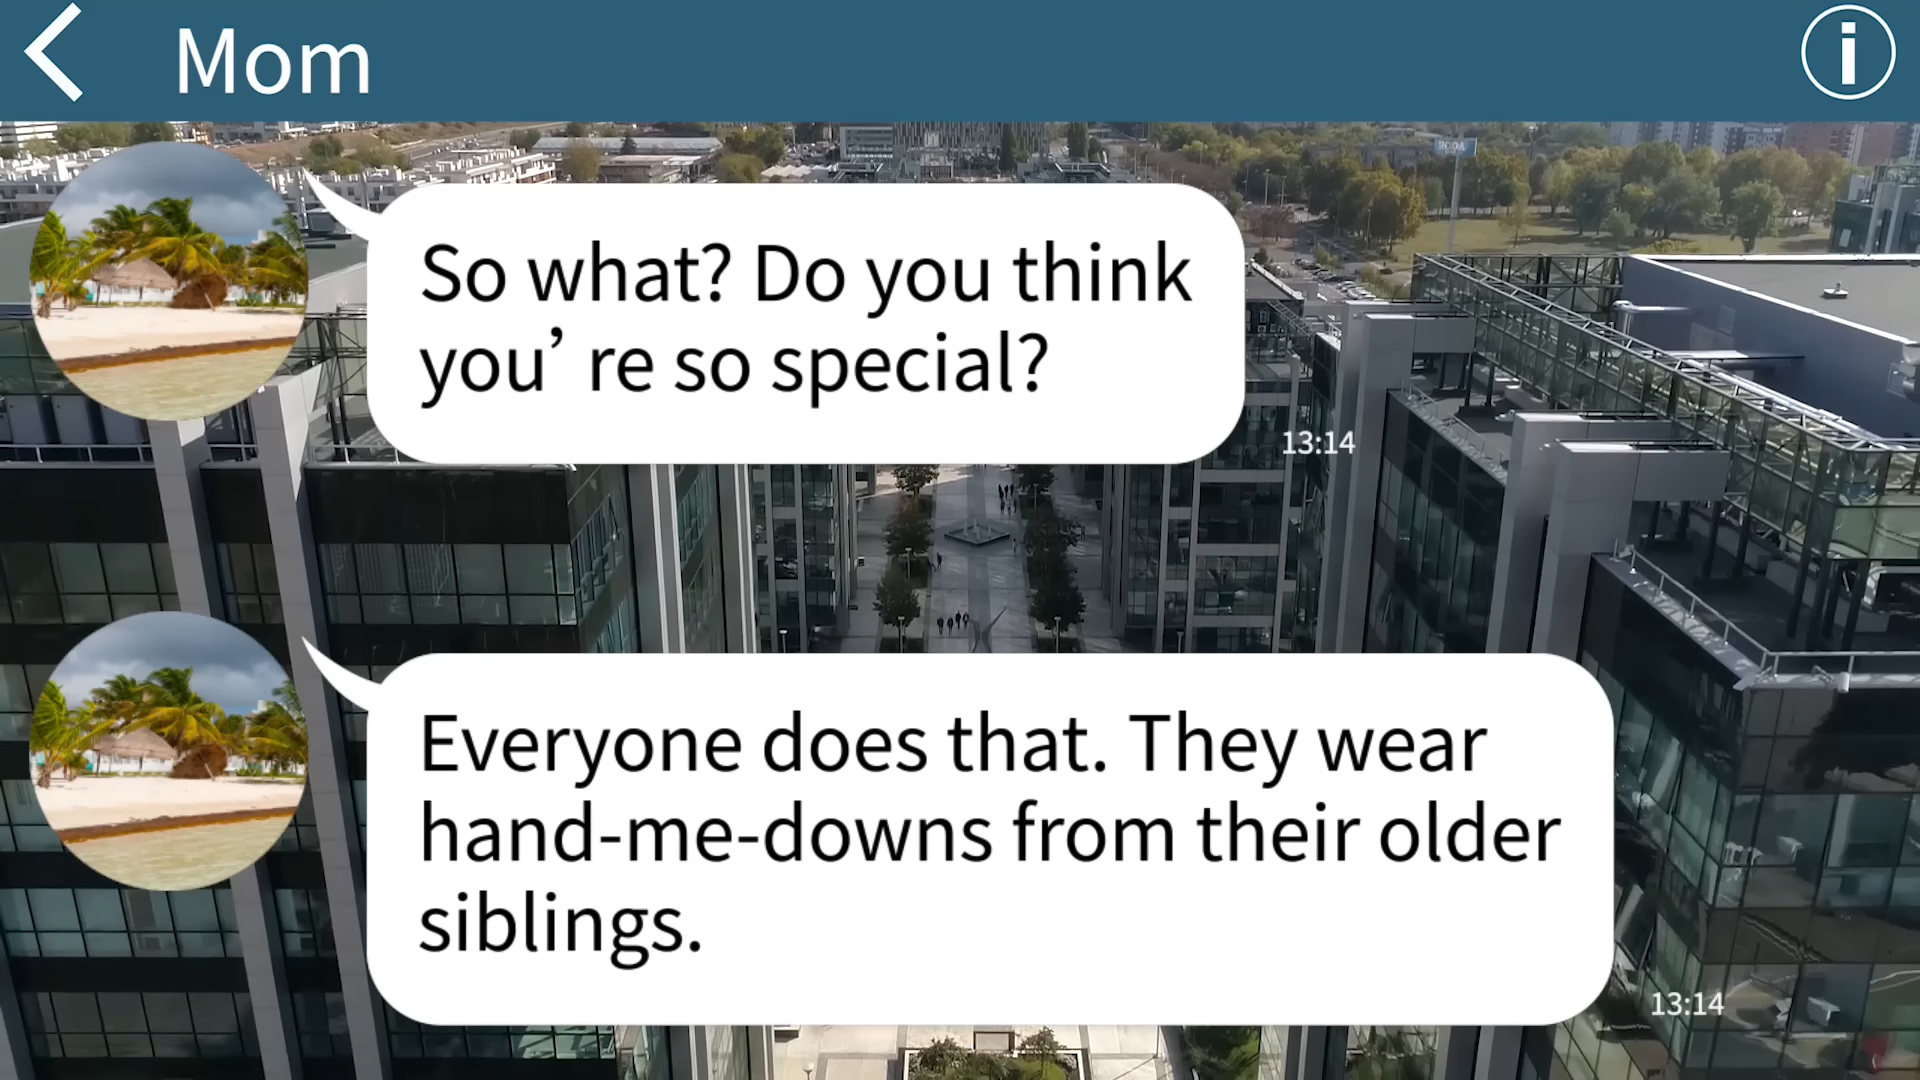 Mom
So what? Do you think
you’ re so special?
13:14
Everyone does that. They wear
hand-me-downs from their older
siblings.
13:14